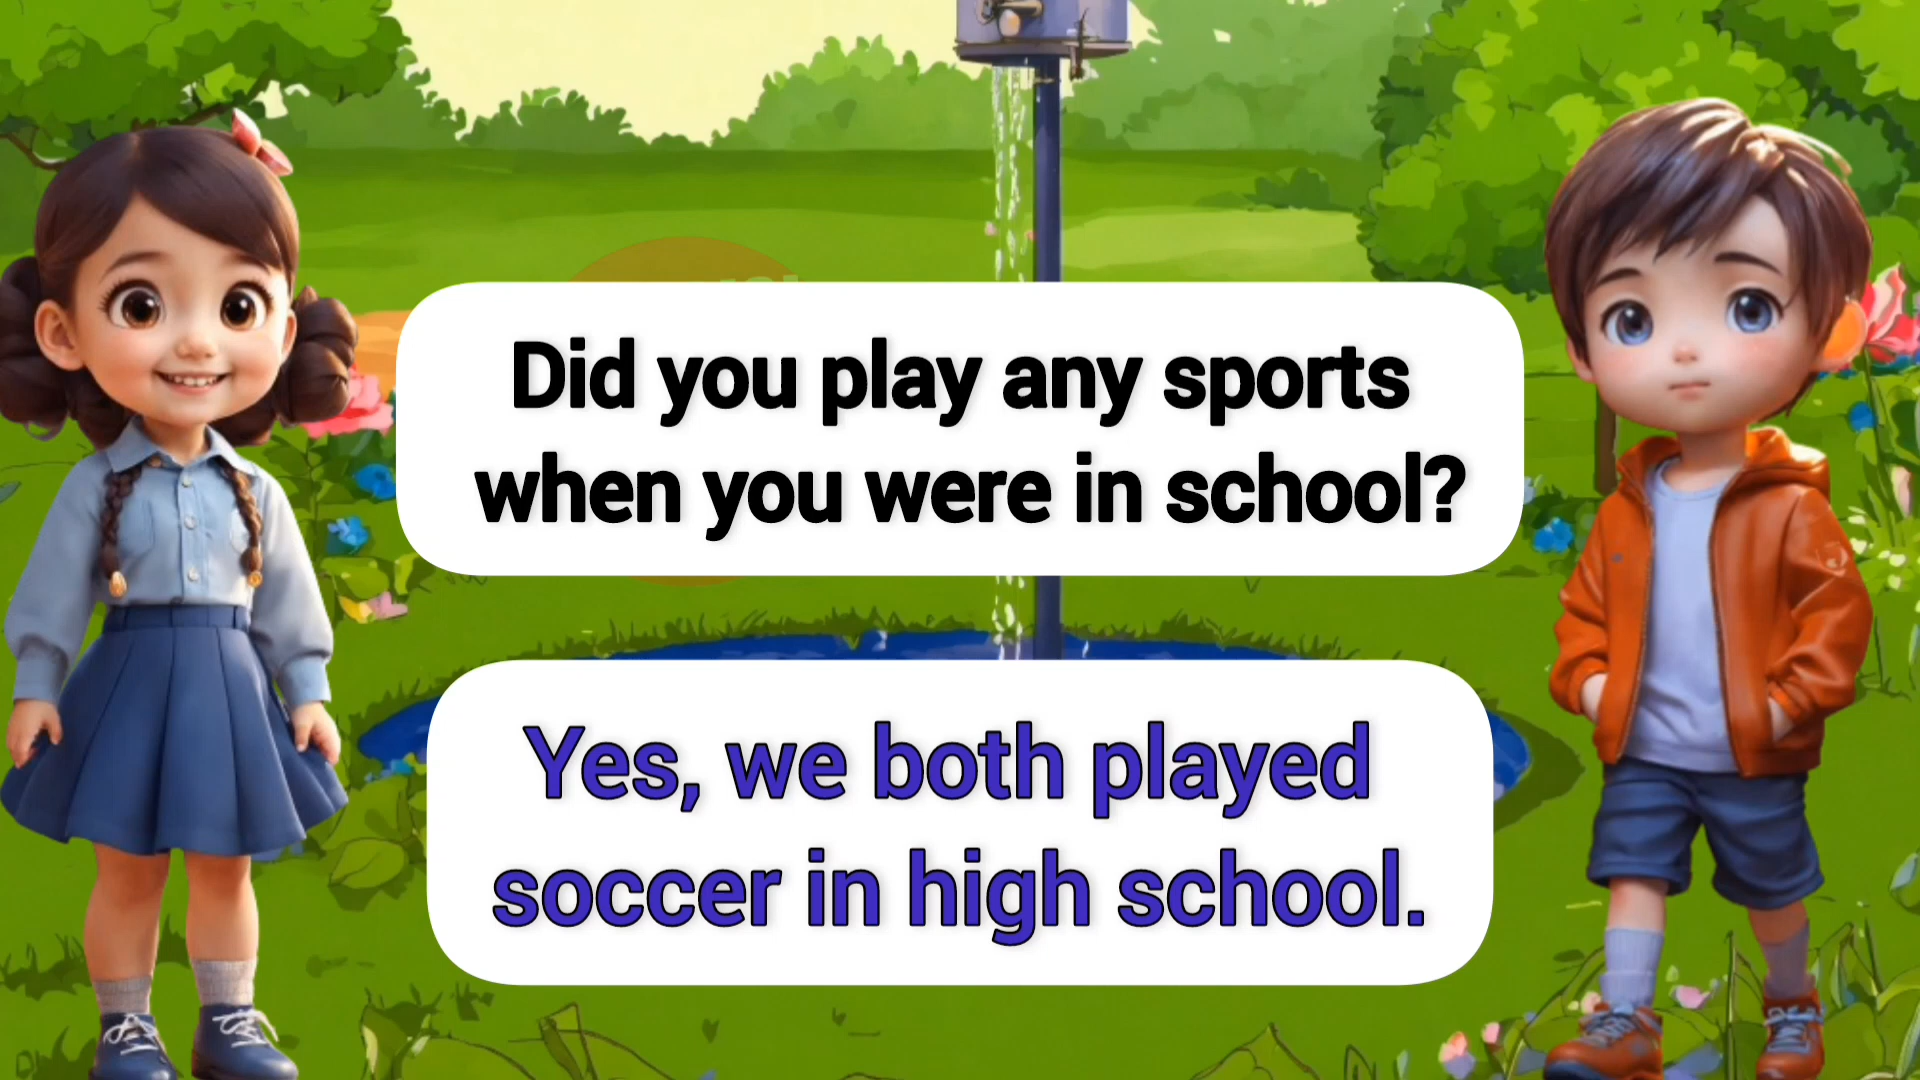 Did you play any sports
when you were in school?
Yes, we both played
soccer in high school.